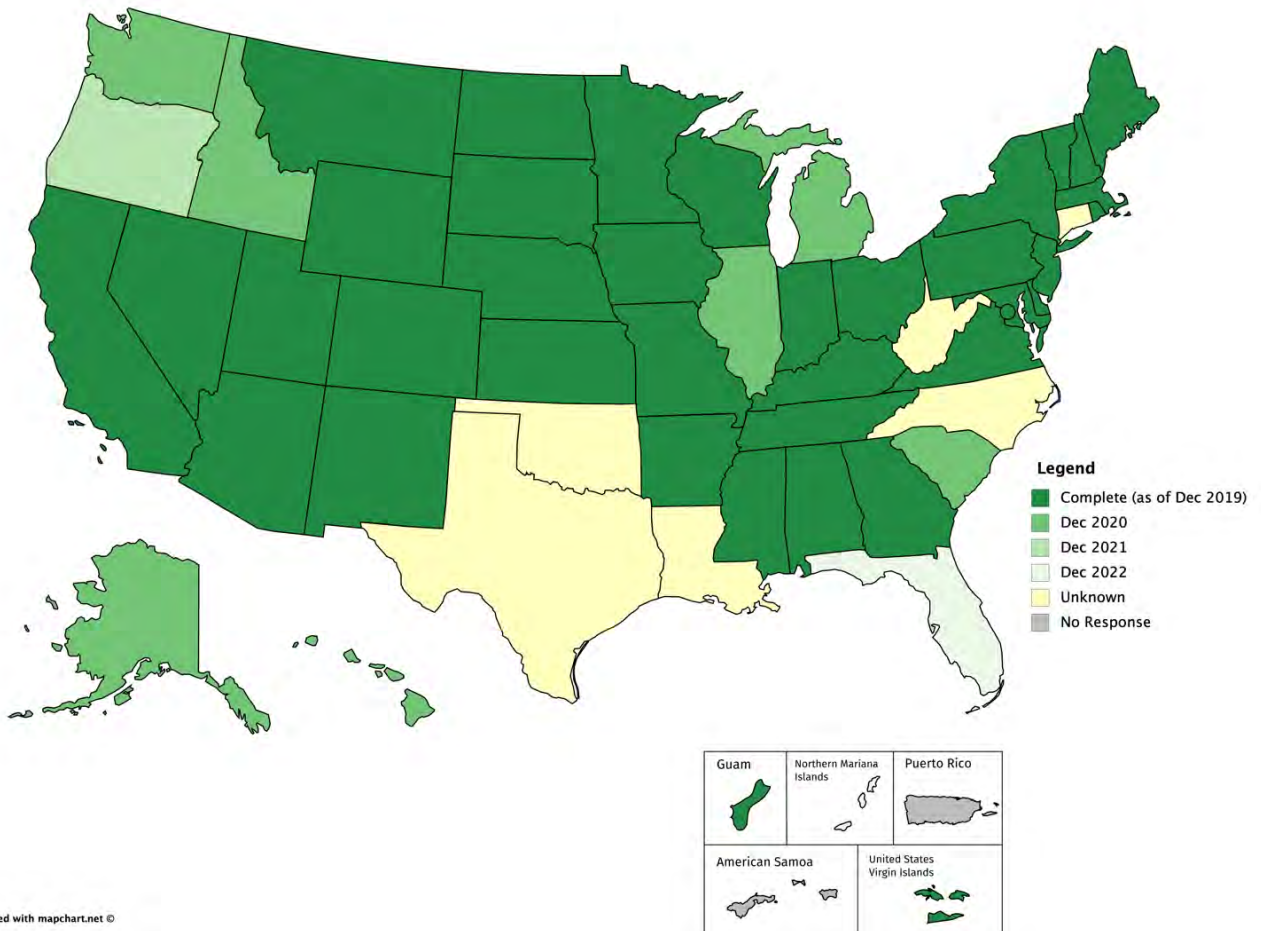 Legend
Complete (as of Dec 2019)
Dec 2020
Dec 2021
Dec 2022
Unknown
No Response
Guam
Northern Mariana
Islands
Puerto Rico
American Samoa
United States
Virgin Islands
with mapchart.net ©